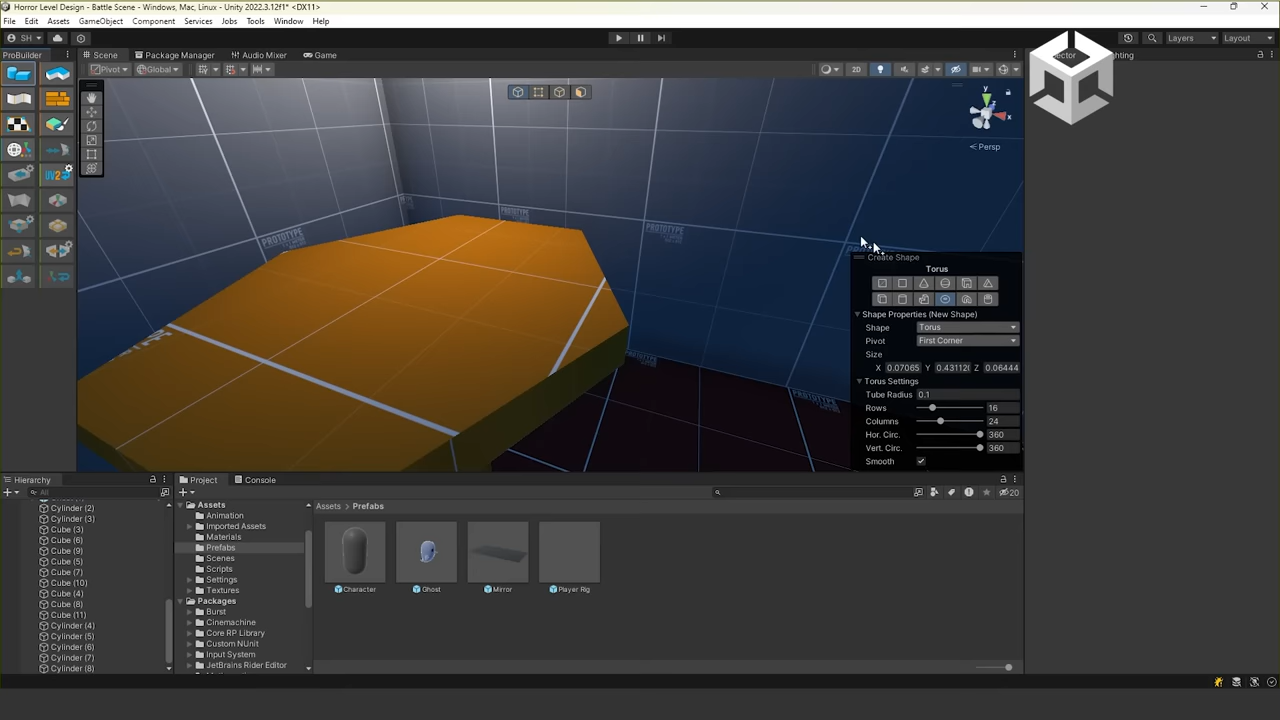 Horror Level Design - Battle Scene - Windows, Mac, Linux - Unity 2022.3.12f1* <DX11>
File Edit Assets GameObject Component Services Jobs Tools Window Help
SH
Layers Layout
ProBuilder
Scene Package Manager Audio Mixer Game
Pivot Global
2D
y
x
Persp
PROTOTYPE
PROTOTYPE
PROTOTYPE
PROTOTYPE
PROTOTYPE
Create Shape
Torus
Shape Properties (New Shape)
Shape Torus
Pivot First Corner
Size
X 0.07065 Y 0.431120 Z 0.06444
Torus Settings
Tube Radius 0.1
Rows 16
Columns 24
Hor. Circ. 360
Vert. Circ. 360
Smooth
Hierarchy
All
Cylinder (2)
Cylinder (3)
Cube (3)
Cube (6)
Cube (9)
Cube (5)
Cube (7)
Cube (10)
Cube (4)
Cube (8)
Cube (11)
Cylinder (4)
Cylinder (5)
Cylinder (6)
Cylinder (7)
Cylinder (8)
Project Console
20
Assets
Animation
Imported Assets
Materials
Prefabs
Scenes
Scripts
Settings
Textures
Packages
Burst
Cinemachine
Core RP Library
Custom NUnit
Input System
JetBrains Rider Editor
Assets > Prefabs
Character Ghost Mirror Player Rig